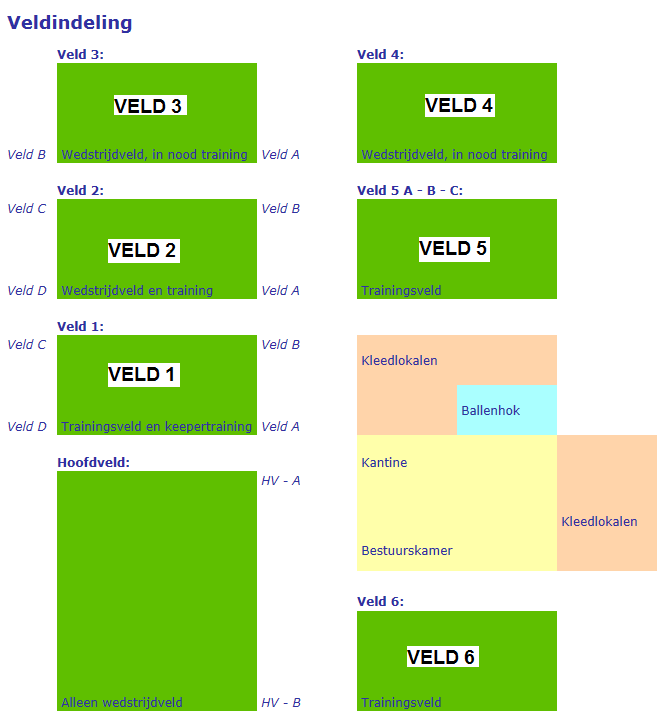 Veldindeling
Veld 3:
VELD 3
Veld B
Wedstrijdveld, in nood training
Veld A
Veld 4:
VELD 4
Wedstrijdveld, in nood training
Veld 2:
Veld C
Veld B
VELD 2
Veld D
Wedstrijdveld en training
Veld A
Veld 5 A - B - C:
VELD 5
Trainingsveld
Veld 1:
Veld C
Veld B
VELD 1
Veld D
Trainingsveld en keepertraining
Veld A
Kleedlokalen
Ballenhok
Kantine
Kleedlokalen
Bestuurskamer
Hoofdveld:
HV - A
Alleen wedstrijdveld
HV - B
Veld 6:
VELD 6
Trainingsveld